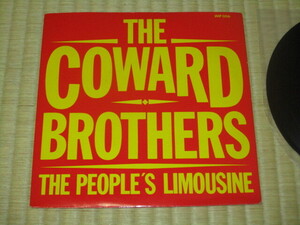 THE
COWARD
BROTHERS
THE PEOPLE'S LIMOUSINE